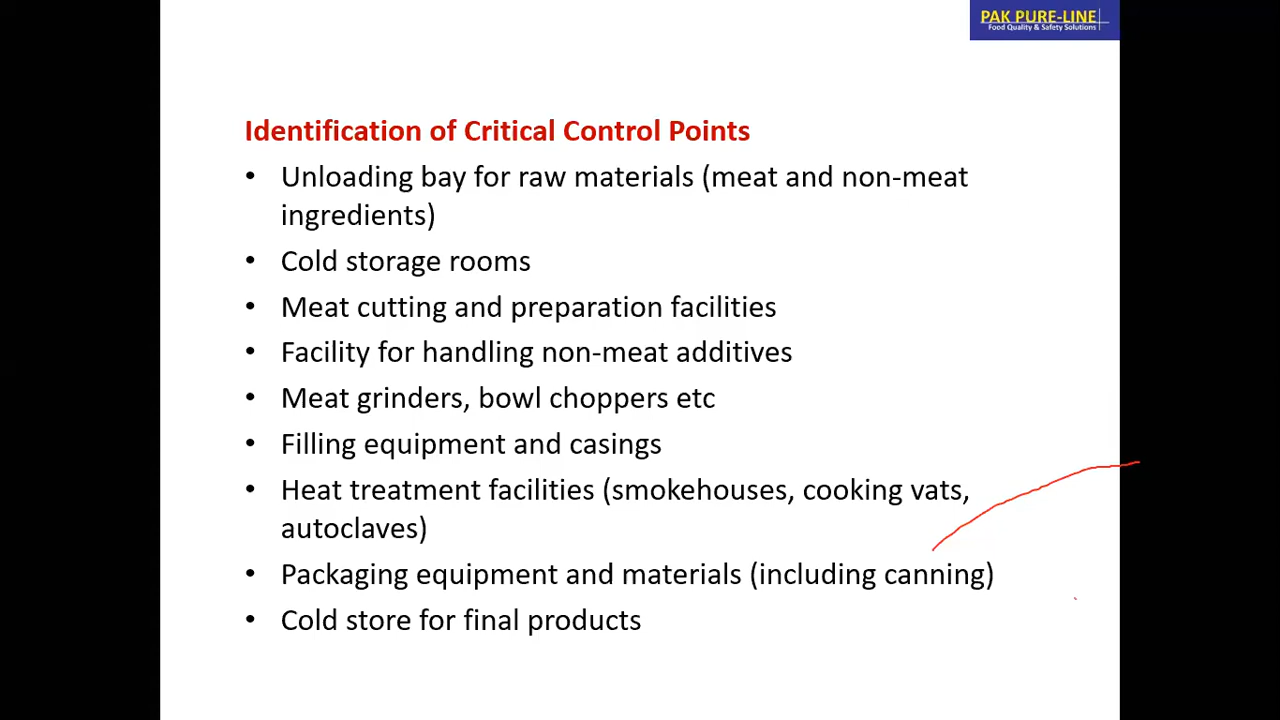 PAK PURE-LINE
Food Quality & Safety Solutions
Identification of Critical Control Points
• Unloading bay for raw materials (meat and non-meat
ingredients)
• Cold storage rooms
• Meat cutting and preparation facilities
• Facility for handling non-meat additives
• Meat grinders, bowl choppers etc
• Filling equipment and casings
• Heat treatment facilities (smokehouses, cooking vats,
autoclaves)
• Packaging equipment and materials (including canning)
• Cold store for final products